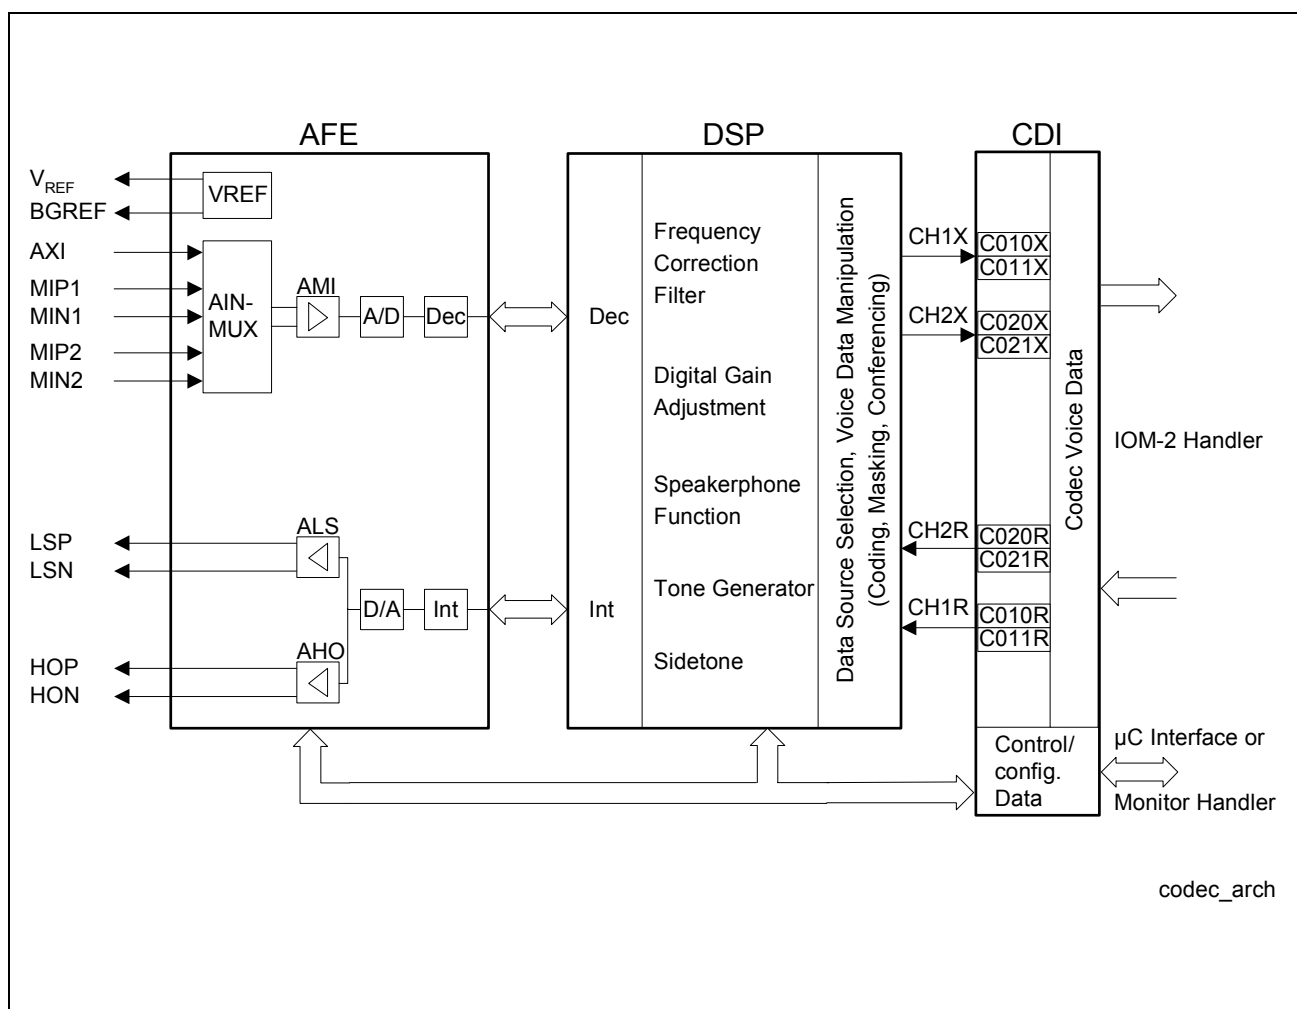 AFE
DSP
CDI
V_REF
BGREF
AXI
MIP1
MIN1
MIP2
MIN2
LSP
LSN
HOP
HON
VREF
AIN-
MUX
AMI
A/D
Dec
ALS
D/A
Int
AHO
Dec
Int
Frequency
Correction
Filter
Digital Gain
Adjustment
Speakerphone
Function
Tone Generator
Sidetone
Data Source Selection, Voice Data Manipulation
(Coding, Masking, Conferencing)
CH1X
CH2X
CH2R
CH1R
C010X
C011X
C020X
C021X
C020R
C021R
C010R
C011R
Codec Voice Data
Control/
config.
Data
IOM-2 Handler
µC Interface or
Monitor Handler
codec_arch